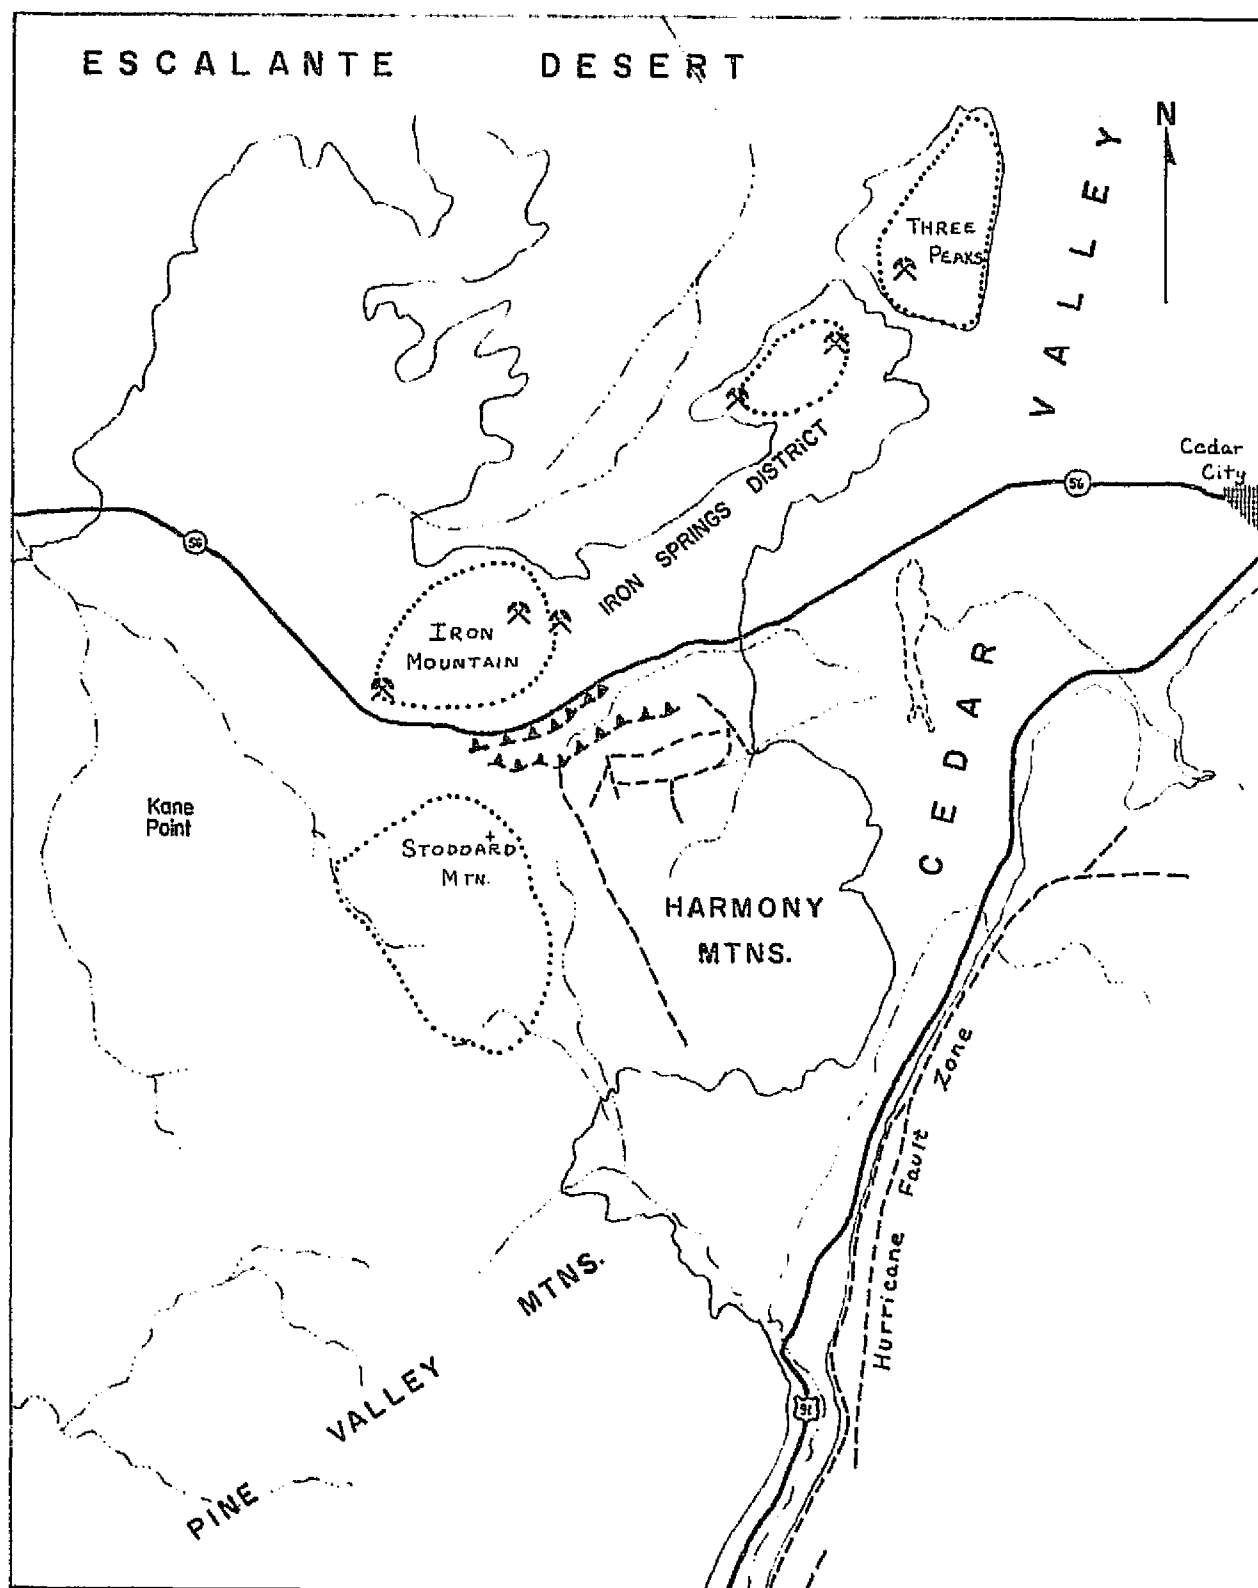 ESCALANTE DESERT
N
THREE
PEAKS
VALLEY
Cedar
City
56
56
IRON SPRINGS DISTRICT
IRON
MOUNTAIN
CEDAR
Kane
Point
STODDARD
MTN.
HARMONY
MTNS.
Hurricane Fault Zone
PINE VALLEY MTNS.
91